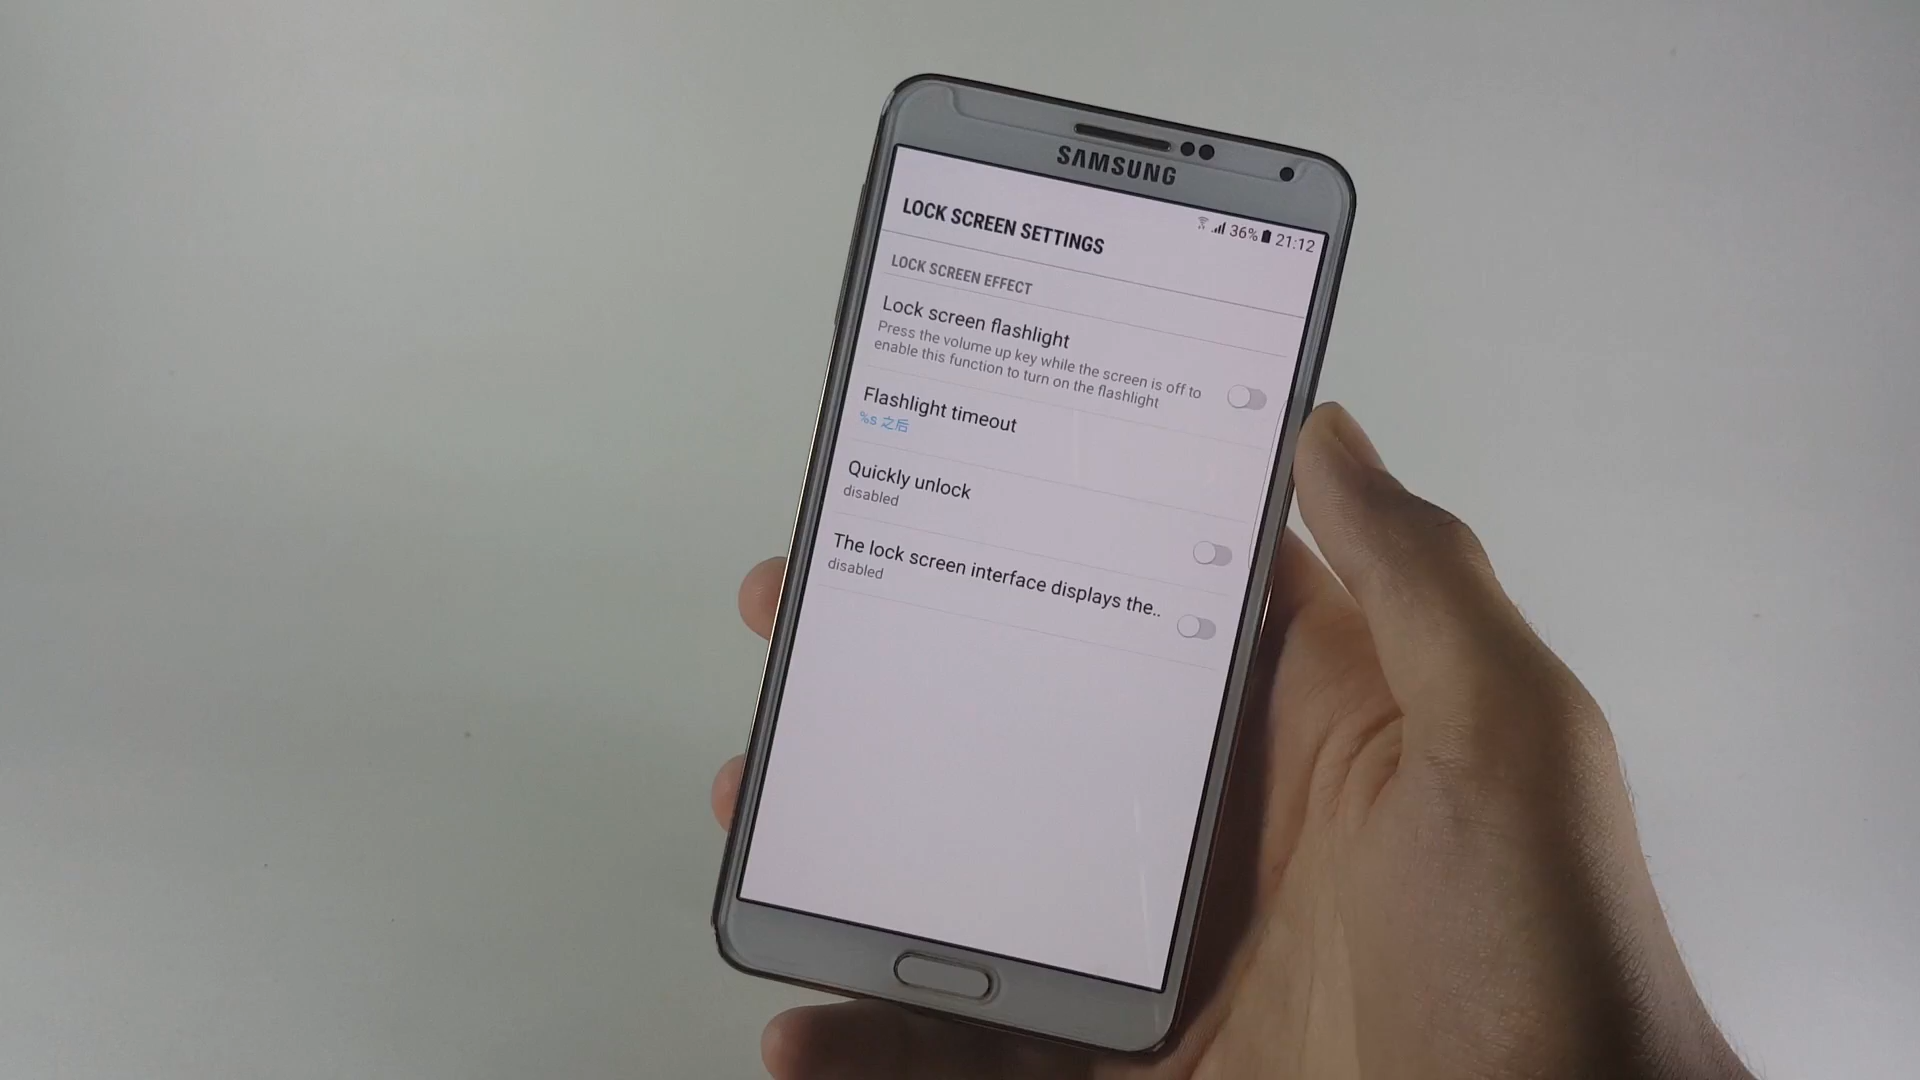 SAMSUNG
36% 21:12
LOCK SCREEN SETTINGS
LOCK SCREEN EFFECT
Lock screen flashlight
Press the volume up key while the screen is off to
enable this function to turn on the flashlight
Flashlight timeout
%s 之后
Quickly unlock
disabled
The lock screen interface displays the..
disabled